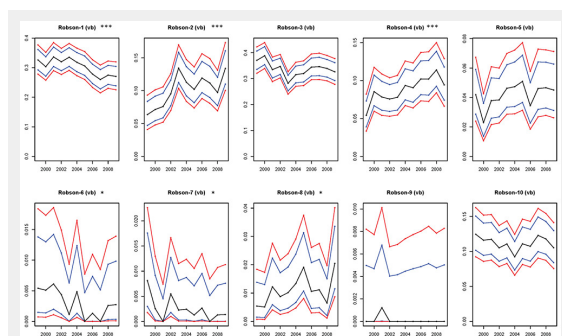 Robson-1 (vb) ***
Robson-2 (vb) ***
Robson-3 (vb)
Robson-4 (vb) ***
Robson-5 (vb)
0.4
0.3
0.2
0.1
0.0
0.15
0.10
0.05
0.00
0.4
0.3
0.2
0.1
0.0
0.15
0.10
0.05
0.00
0.08
0.06
0.04
0.02
0.00
2000 2002 2004 2006 2008
2000 2002 2004 2006 2008
2000 2002 2004 2006 2008
2000 2002 2004 2006 2008
2000 2002 2004 2006 2008
Robson-6 (vb) *
Robson-7 (vb) *
Robson-8 (vb) *
Robson-9 (vb)
Robson-10 (vb)
0.015
0.010
0.005
0.000
0.020
0.015
0.010
0.005
0.000
0.04
0.03
0.02
0.01
0.00
0.010
0.008
0.006
0.004
0.002
0.000
0.15
0.10
0.05
0.00
2000 2002 2004 2006 2008
2000 2002 2004 2006 2008
2000 2002 2004 2006 2008
2000 2002 2004 2006 2008
2000 2002 2004 2006 2008